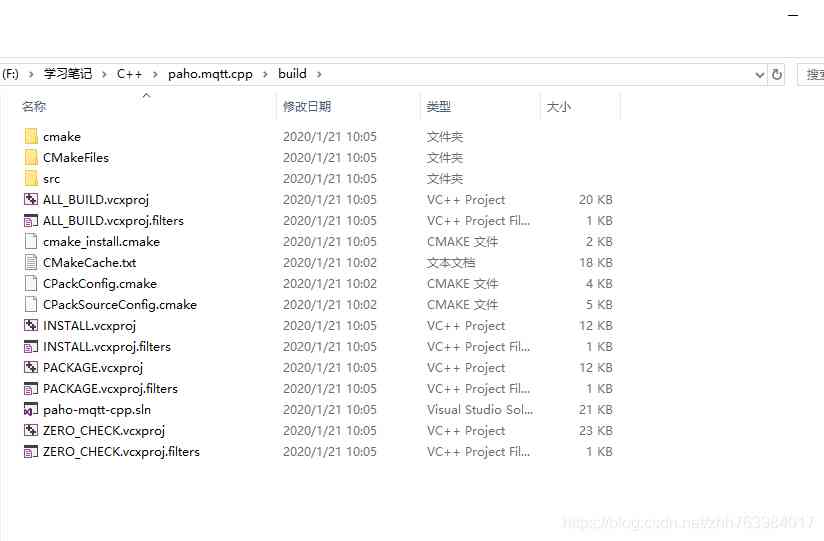 (F:) > 学习笔记 > C++ > paho.mqtt.cpp > build > 搜索
名称 修改日期 类型 大小
cmake 2020/1/21 10:05 文件夹
CMakeFiles 2020/1/21 10:05 文件夹
src 2020/1/21 10:05 文件夹
ALL_BUILD.vcxproj 2020/1/21 10:05 VC++ Project 20 KB
ALL_BUILD.vcxproj.filters 2020/1/21 10:05 VC++ Project Fil... 1 KB
cmake_install.cmake 2020/1/21 10:05 CMAKE 文件 2 KB
CMakeCache.txt 2020/1/21 10:02 文本文档 18 KB
CPackConfig.cmake 2020/1/21 10:02 CMAKE 文件 4 KB
CPackSourceConfig.cmake 2020/1/21 10:02 CMAKE 文件 5 KB
INSTALL.vcxproj 2020/1/21 10:05 VC++ Project 12 KB
INSTALL.vcxproj.filters 2020/1/21 10:05 VC++ Project Fil... 1 KB
PACKAGE.vcxproj 2020/1/21 10:05 VC++ Project 12 KB
PACKAGE.vcxproj.filters 2020/1/21 10:05 VC++ Project Fil... 1 KB
paho-mqtt-cpp.sln 2020/1/21 10:05 Visual Studio Sol... 21 KB
ZERO_CHECK.vcxproj 2020/1/21 10:05 VC++ Project 23 KB
ZERO_CHECK.vcxproj.filters 2020/1/21 10:05 VC++ Project Fil... 1 KB
https://blog.csdn.net/zhh763984017